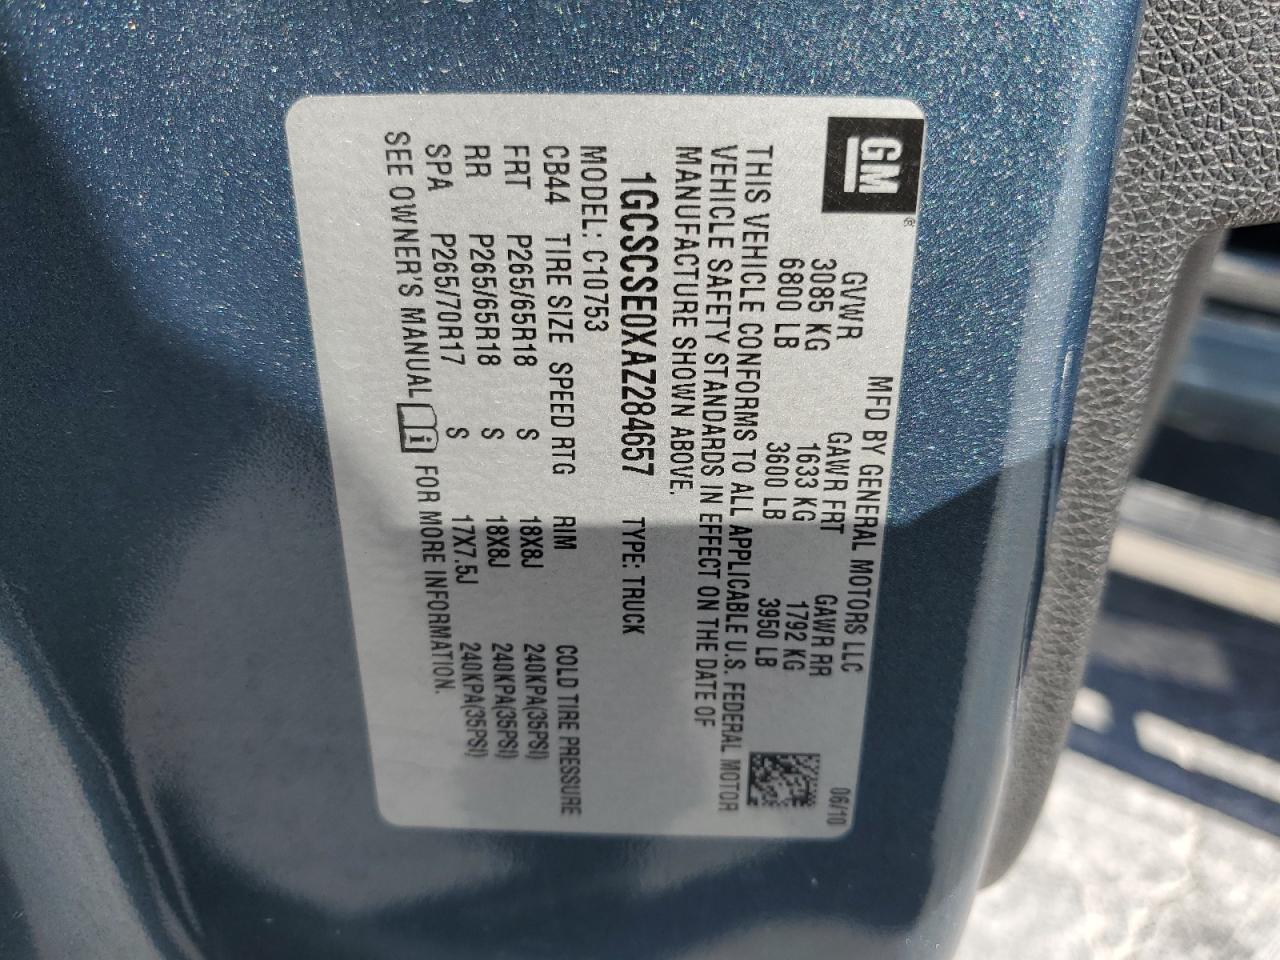 GM
®
MFD BY GENERAL MOTORS LLC 06/10
GVWR GAWR FRT GAWR RR
3085 KG 1633 KG 1792 KG
6800 LB 3600 LB 3950 LB
THIS VEHICLE CONFORMS TO ALL APPLICABLE U.S. FEDERAL MOTOR
VEHICLE SAFETY STANDARDS IN EFFECT ON THE DATE OF
MANUFACTURE SHOWN ABOVE.
1GCSCSE0XAZ284657 TYPE: TRUCK
MODEL: C10753
CB44 TIRE SIZE SPEED RTG RIM COLD TIRE PRESSURE
FRT P265/65R18 S 18X8J 240KPA(35PSI)
RR P265/65R18 S 18X8J 240KPA(35PSI)
SPA P265/70R17 S 17X7.5J 240KPA(35PSI)
SEE OWNER'S MANUAL i FOR MORE INFORMATION.